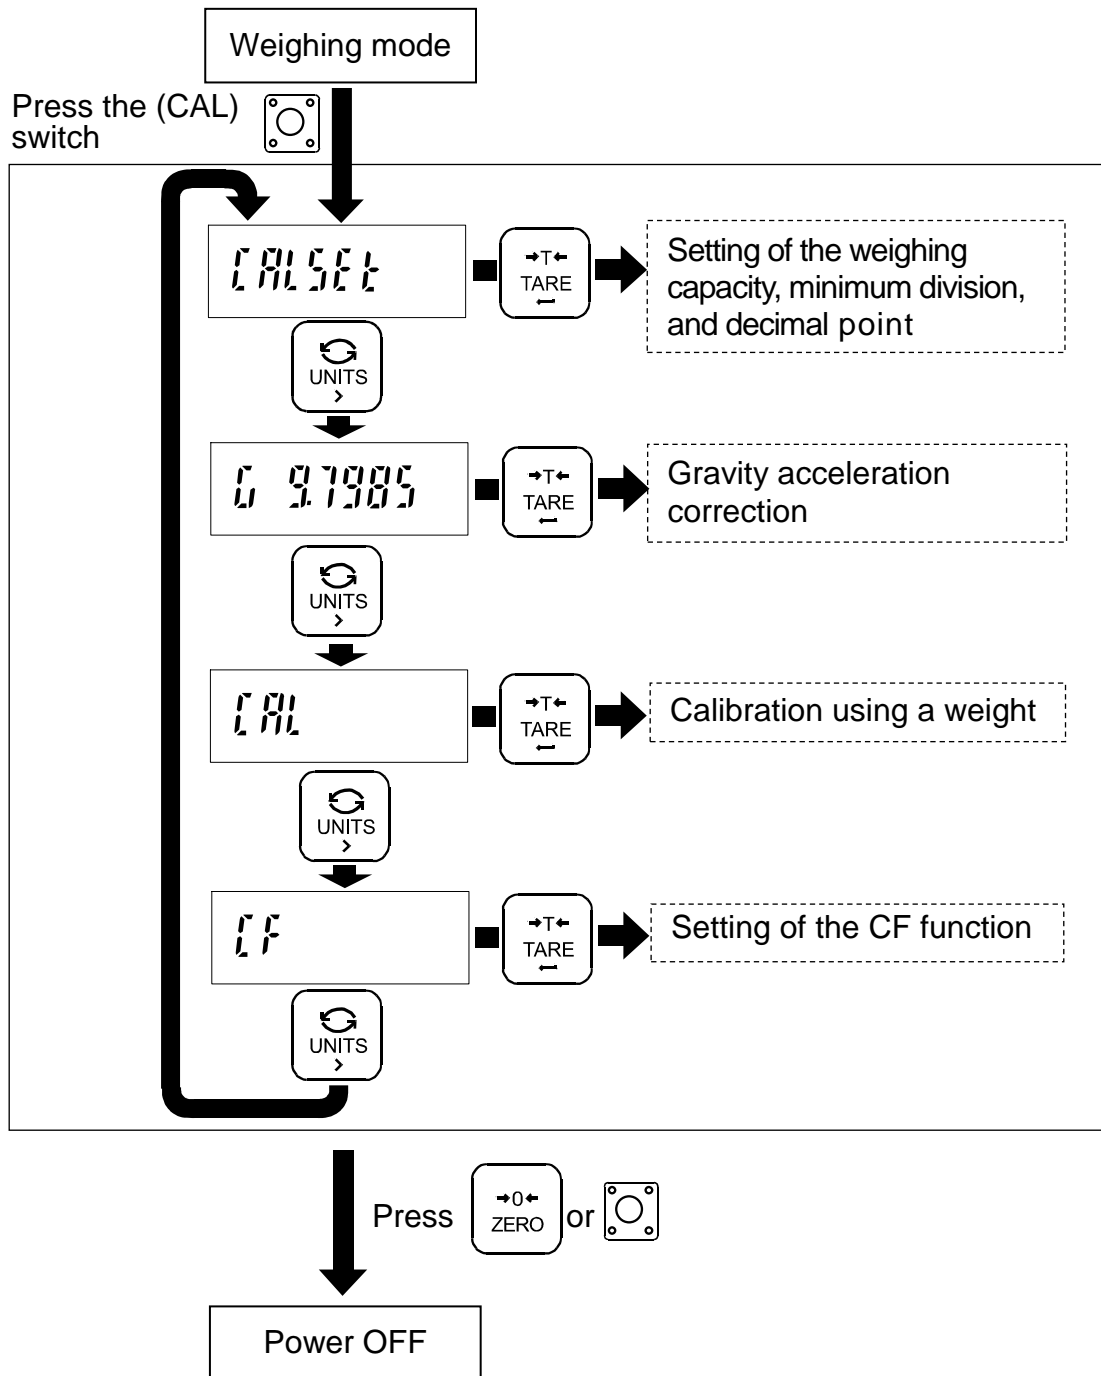 Weighing mode
Press the (CAL)
switch
CALSEt
→T←
TARE
Setting of the weighing
capacity, minimum division,
and decimal point
UNITS
>
G 9.7985
→T←
TARE
Gravity acceleration
correction
UNITS
>
CAL
→T←
TARE
Calibration using a weight
UNITS
>
CF
→T←
TARE
Setting of the CF function
UNITS
>
Press
→0←
ZERO
or
Power OFF